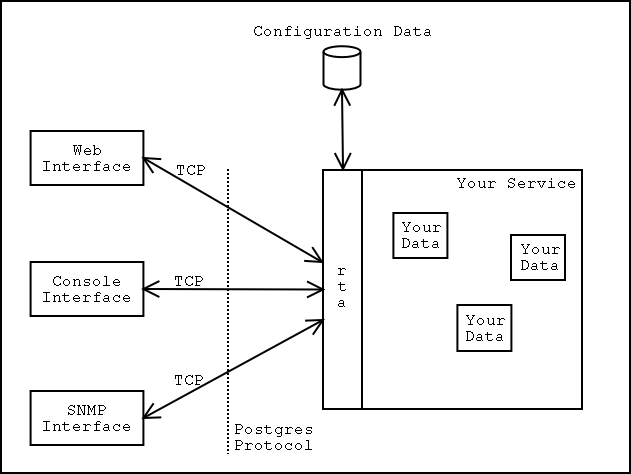 Configuration Data
Web
Interface
TCP
Your Service
Your
Data
Your
Data
r
t
a
Console
Interface
TCP
Your
Data
TCP
SNMP
Interface
Postgres
Protocol